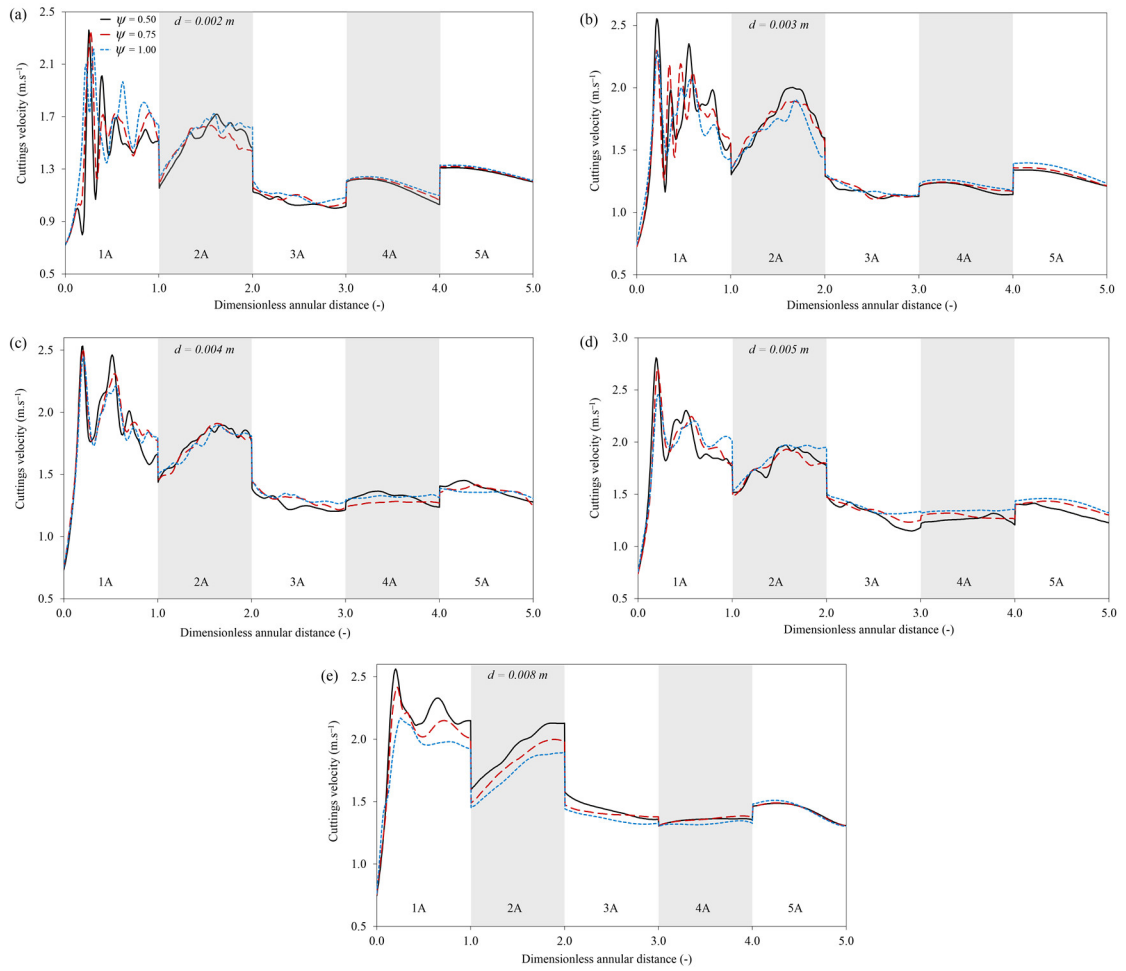 (a)
2.5
2.1
1.7
1.3
0.9
0.5
Cuttings velocity (m.s⁻¹)
ψ = 0.50
ψ = 0.75
ψ = 1.00
d = 0.002 m
1A 2A 3A 4A 5A
0.0 1.0 2.0 3.0 4.0 5.0
Dimensionless annular distance (-)
(b)
2.5
2.0
1.5
1.0
0.5
Cuttings velocity (m.s⁻¹)
d = 0.003 m
1A 2A 3A 4A 5A
0.0 1.0 2.0 3.0 4.0 5.0
Dimensionless annular distance (-)
(c)
2.5
2.0
1.5
1.0
0.5
Cuttings velocity (m.s⁻¹)
d = 0.004 m
1A 2A 3A 4A 5A
0.0 1.0 2.0 3.0 4.0 5.0
Dimensionless annular distance (-)
(d)
3.0
2.5
2.0
1.5
1.0
0.5
Cuttings velocity (m.s⁻¹)
d = 0.005 m
1A 2A 3A 4A 5A
0.0 1.0 2.0 3.0 4.0 5.0
Dimensionless annular distance (-)
(e)
2.5
2.0
1.5
1.0
0.5
Cuttings velocity (m.s⁻¹)
d = 0.008 m
1A 2A 3A 4A 5A
0.0 1.0 2.0 3.0 4.0 5.0
Dimensionless annular distance (-)